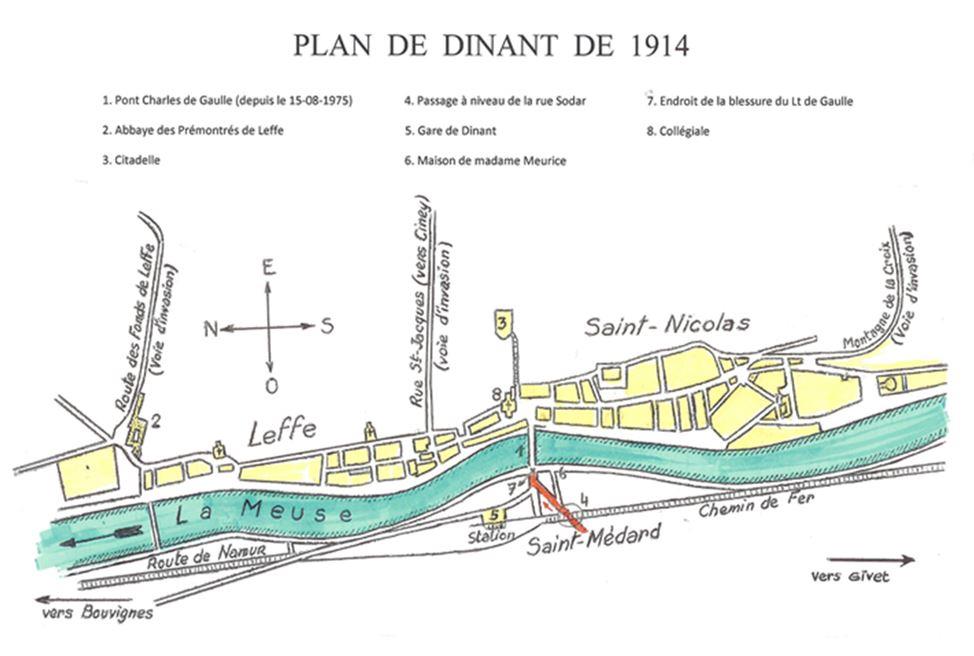 PLAN DE DINANT DE 1914
1. Pont Charles de Gaulle (depuis le 15-08-1975)
2. Abbaye des Prémontrés de Leffe
3. Citadelle
4. Passage à niveau de la rue Sodar
5. Gare de Dinant
6. Maison de madame Meurice
7. Endroit de la blessure du Lt de Gaulle
8. Collégiale
Route des Fonds de Leffe
(Voie d'invasion)
Rue St-Jacques (vers Ciney)
(voie d'invasion)
Montagne de la Croix
(Voie d'invasion)
E
N
S
O
3
Saint-Nicolas
8
2
Leffe
1
7
6
4
5
Station
La Meuse
Saint-Médard
Chemin de Fer
Route de Namur
vers Givet
vers Bouvignes